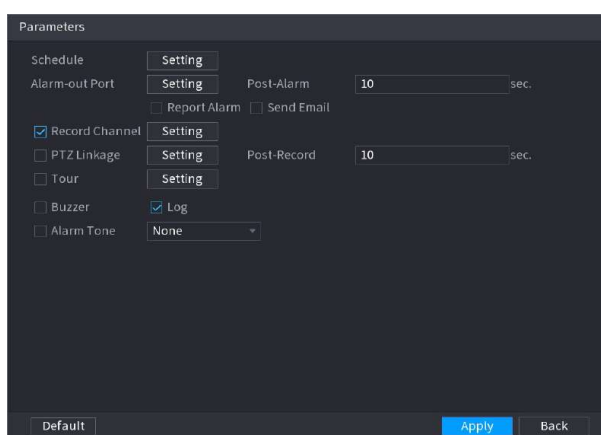 Parameters
Schedule Setting
Alarm-out Port Setting Post-Alarm 10 sec.
Report Alarm Send Email
Record Channel Setting
PTZ Linkage Setting Post-Record 10 sec.
Tour Setting
Buzzer Log
Alarm Tone None
Default Apply Back